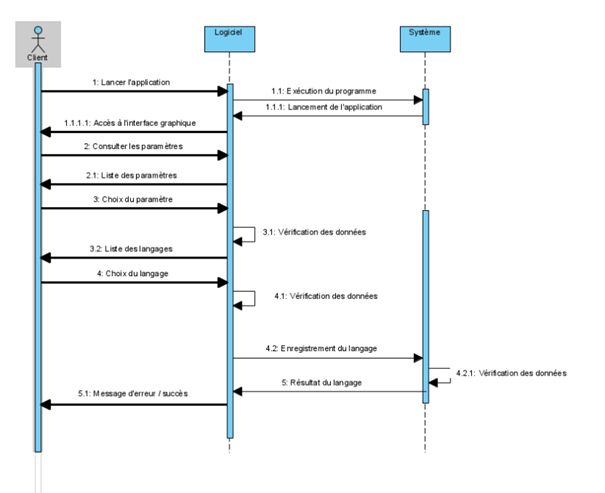 Logiciel
Système
Client
1: Lancer l'application
1.1: Exécution du programme
1.1.1: Lancement de l'application
1.1.1.1: Accès à l'interface graphique
2: Consulter les paramètres
2.1: Liste des paramètres
3: Choix du paramètre
3.1: Vérification des données
3.2: Liste des langages
4: Choix du langage
4.1: Vérification des données
4.2: Enregistrement du langage
4.2.1: Vérification des données
5: Résultat du langage
5.1: Message d'erreur / succès